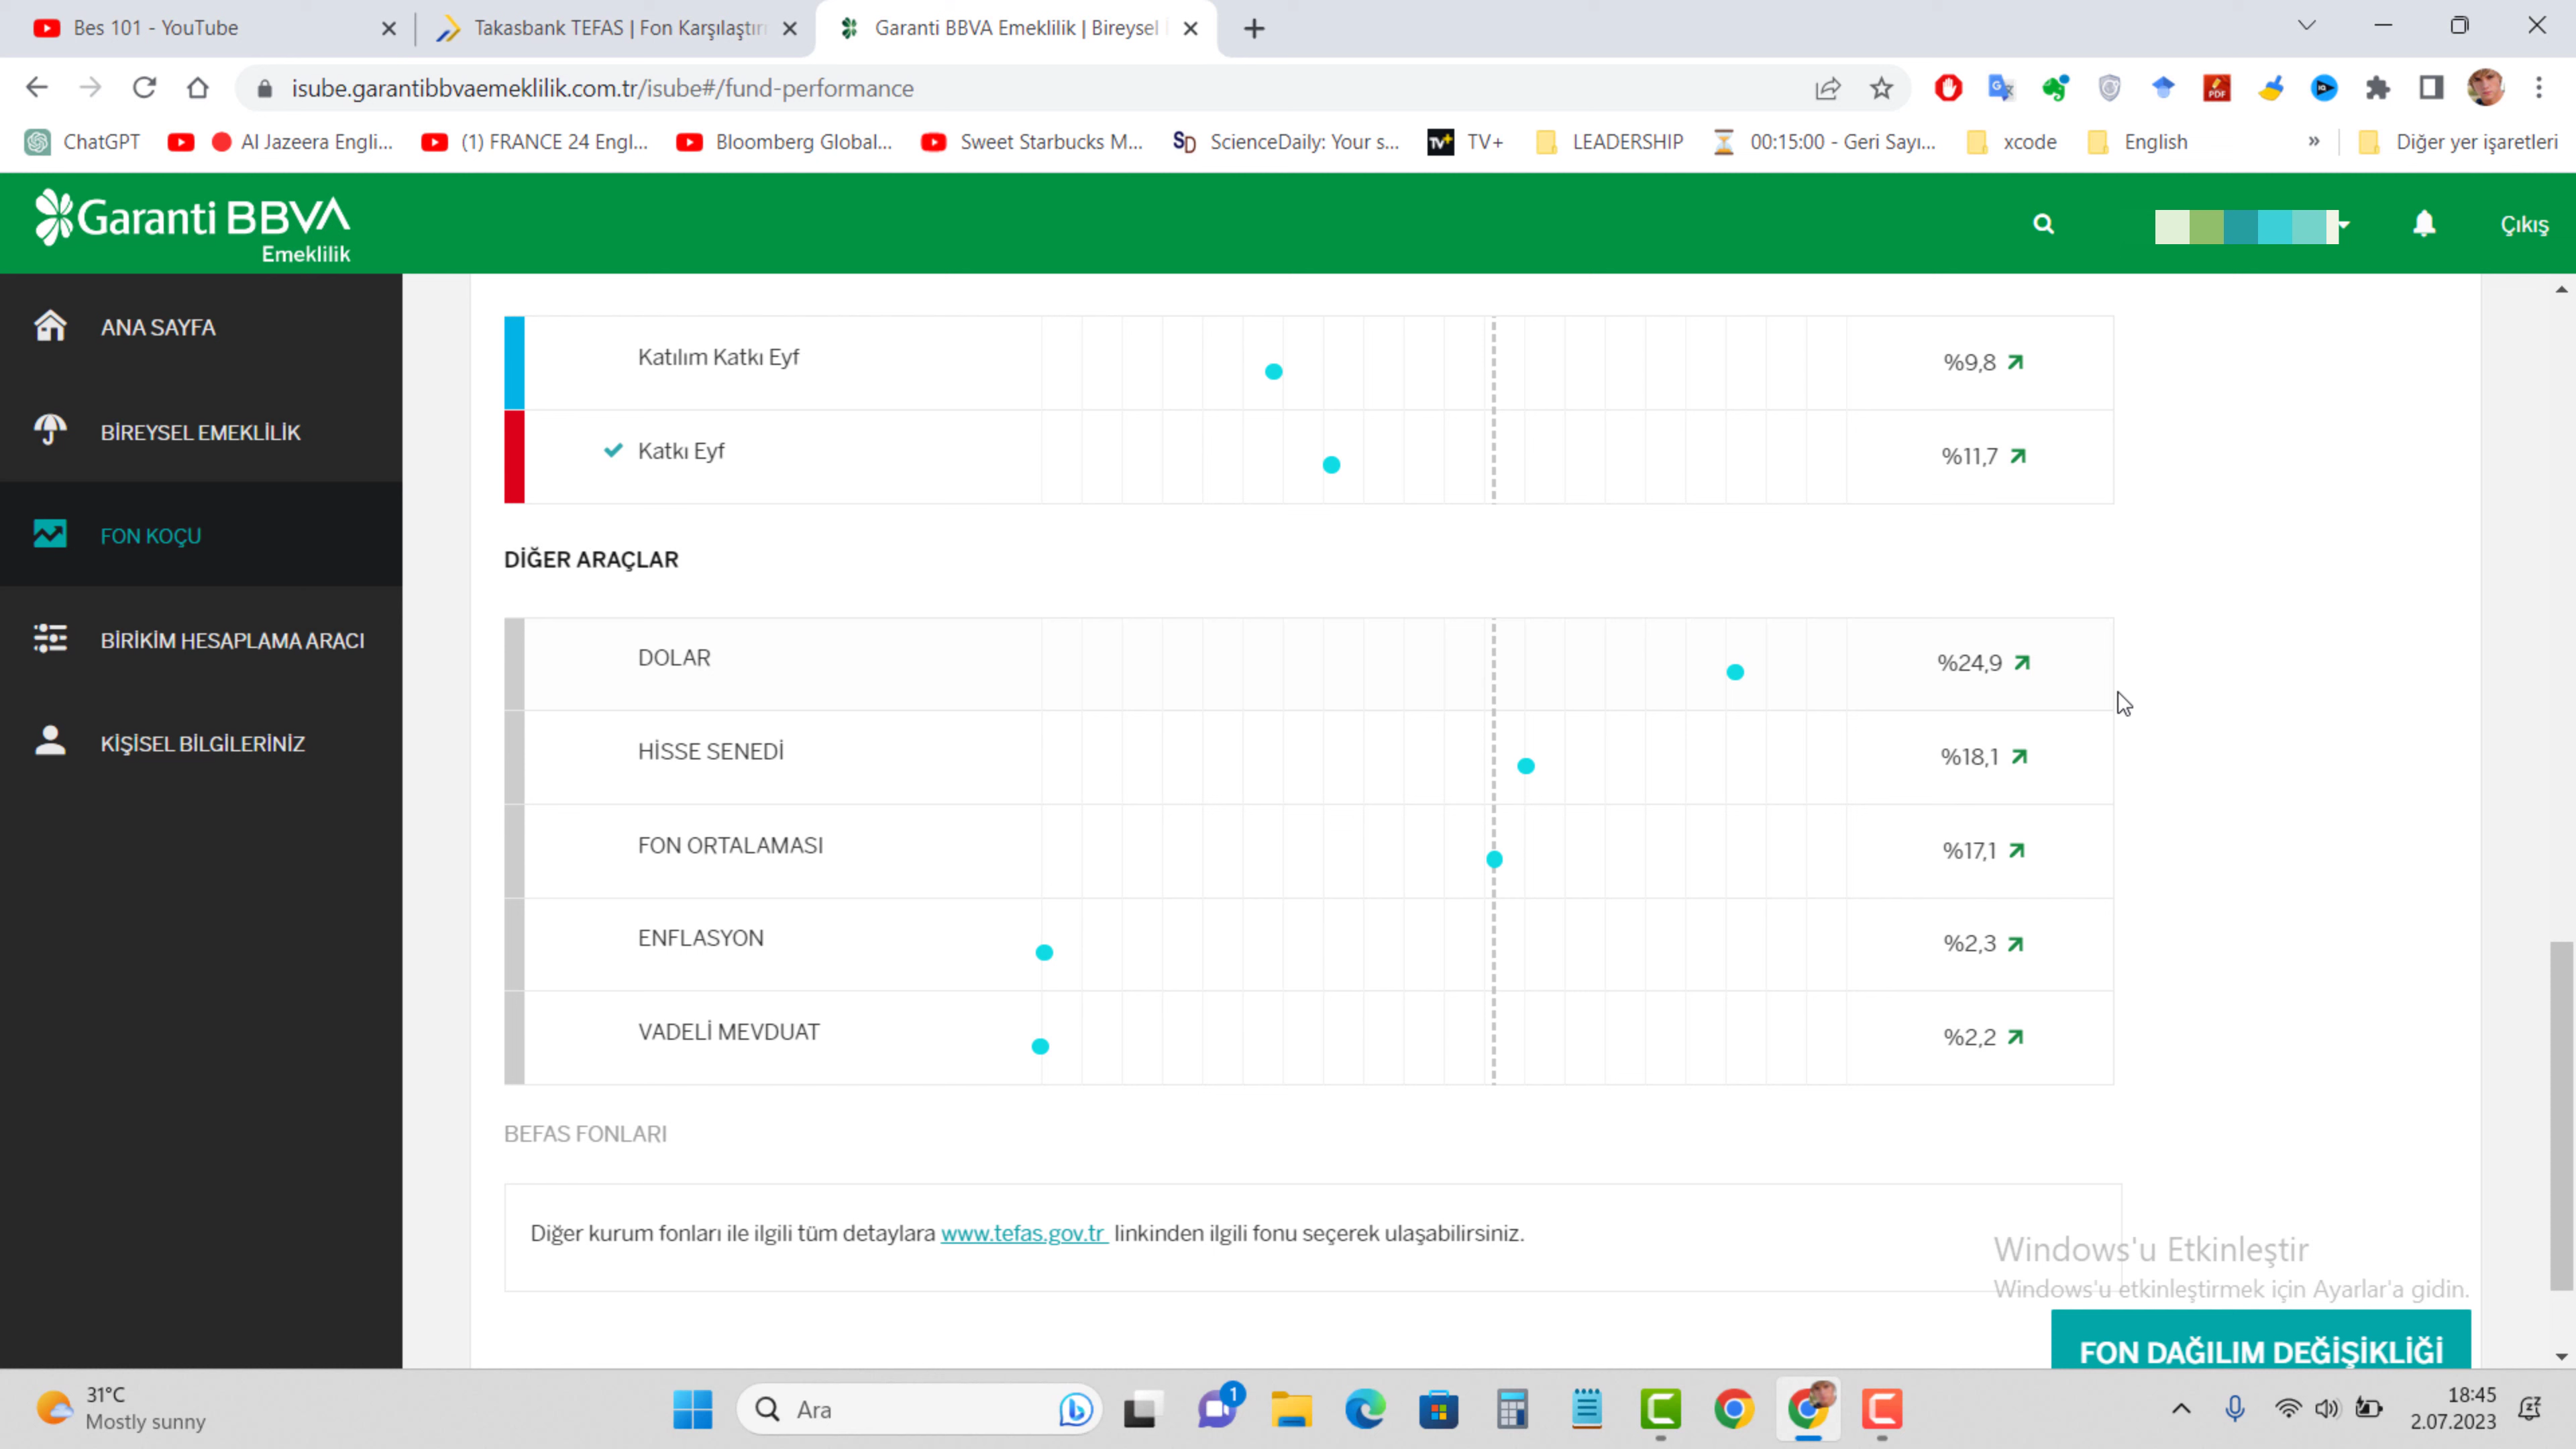 Bes 101 - YouTube
Takasbank TEFAS | Fon Karşılaştır
Garanti BBVA Emeklilik | Bireysel
isube.garantibbvaemeklilik.com.tr/isube#/fund-performance
ChatGPT
Al Jazeera Engli...
(1) FRANCE 24 Engl...
Bloomberg Global...
Sweet Starbucks M...
SD ScienceDaily: Your s...
TV+ TV+
LEADERSHIP
00:15:00 - Geri Sayı...
xcode
English
»
Diğer yer işaretleri
Garanti BBVA
Emeklilik
Çıkış
ANA SAYFA
BİREYSEL EMEKLİLİK
FON KOÇU
BİRİKİM HESAPLAMA ARACI
KİŞİSEL BİLGİLERİNİZ
Katılım Katkı Eyf %9,8
Katkı Eyf %11,7
DİĞER ARAÇLAR
DOLAR %24,9
HİSSE SENEDİ %18,1
FON ORTALAMASI %17,1
ENFLASYON %2,3
VADELİ MEVDUAT %2,2
BEFAS FONLARI
Diğer kurum fonları ile ilgili tüm detaylara www.tefas.gov.tr linkinden ilgili fonu seçerek ulaşabilirsiniz.
Windows'u Etkinleştir
Windows'u etkinleştirmek için Ayarlar'a gidin.
FON DAĞILIM DEĞİŞİKLİĞİ
31°C
Mostly sunny
Ara
1
18:45
2.07.2023